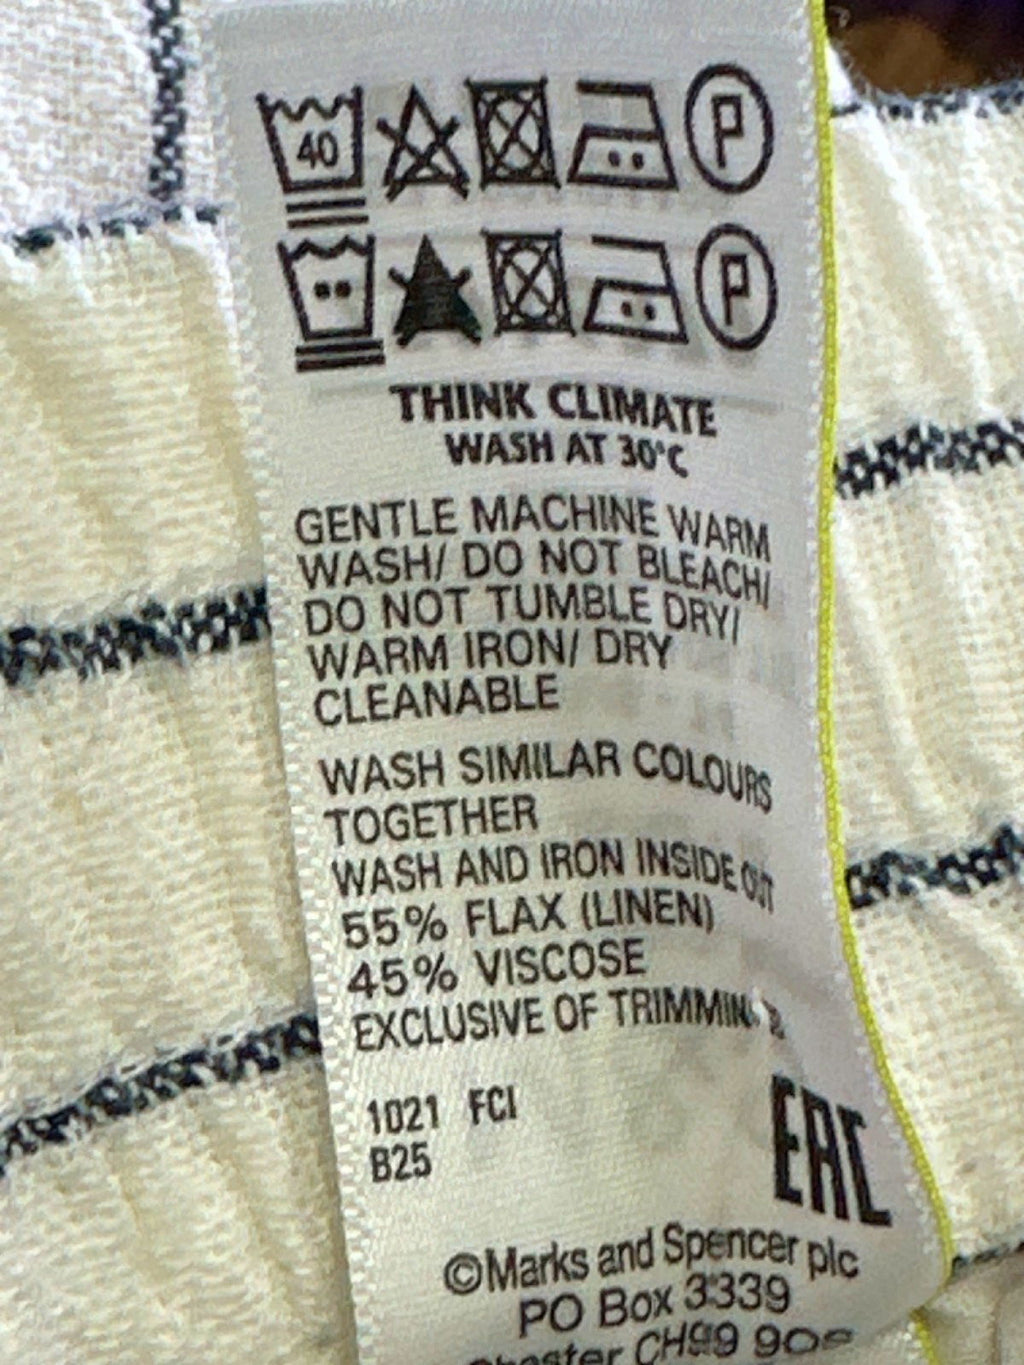 40
P
P
THINK CLIMATE
WASH AT 30°C
GENTLE MACHINE WARM
WASH/ DO NOT BLEACH/
DO NOT TUMBLE DRY/
WARM IRON/ DRY
CLEANABLE
WASH SIMILAR COLOURS
TOGETHER
WASH AND IRON INSIDE OUT
55% FLAX (LINEN)
45% VISCOSE
EXCLUSIVE OF
1021 FCI
B25
EAC
©Marks and Spencer plc
PO Box 3339
CH99